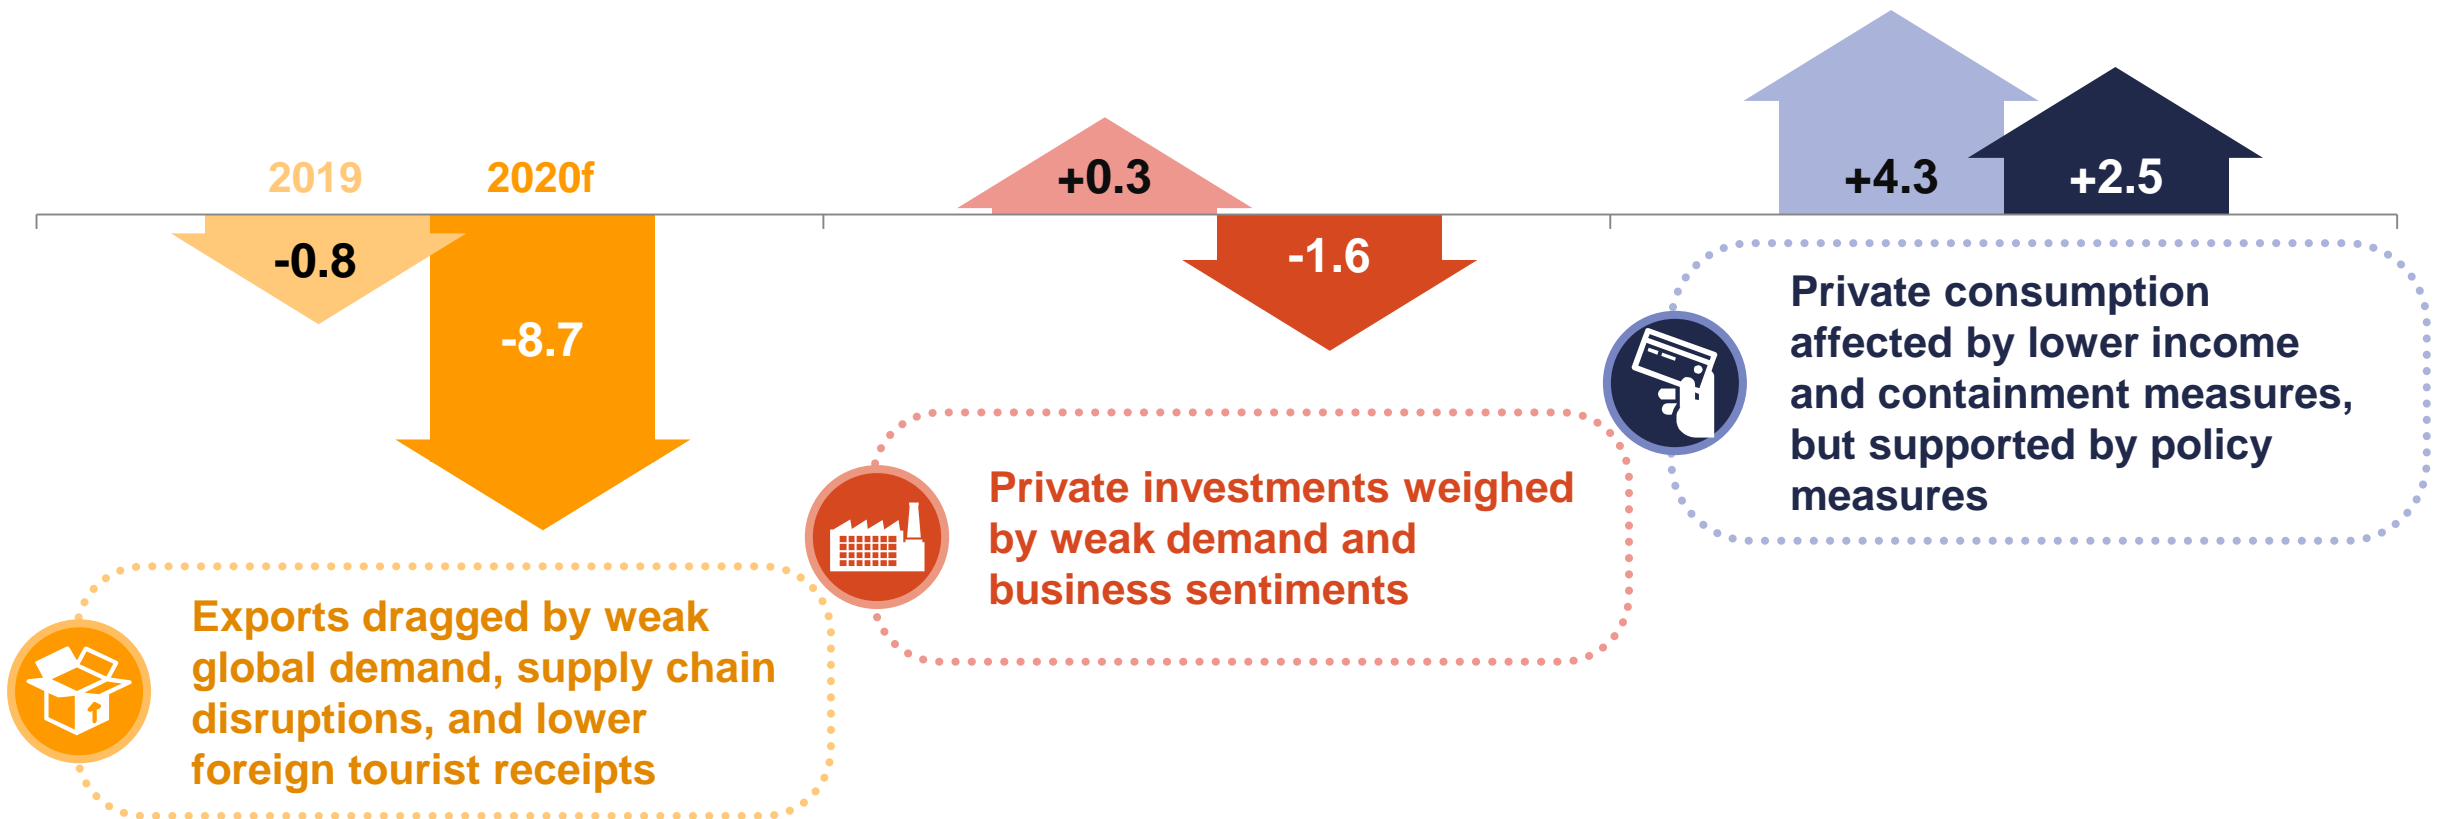 2019
2020f
-0.8
-8.7
Exports dragged by weak
global demand, supply chain
disruptions, and lower
foreign tourist receipts
+0.3
-1.6
Private investments weighed
by weak demand and
business sentiments
+4.3
+2.5
Private consumption
affected by lower income
and containment measures,
but supported by policy
measures